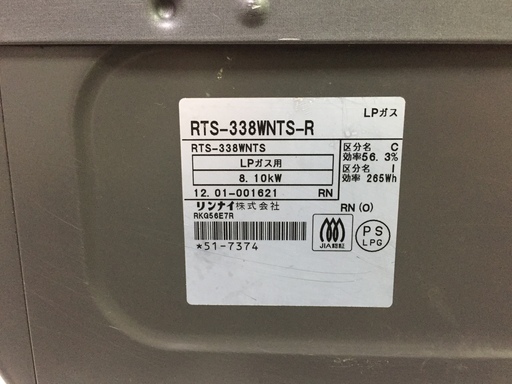 LPガス
RTS-338WNTS-R
RTS-338WNTS
LPガス用
8.10kW
12.01-001621 RN
区分名 C
効率56.3%
区分名 I
効率 265Wh
リンナイ株式会社
RKG56E7R
RN (O)
*51-7374
JIA認証
PS
LPG